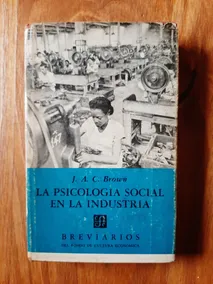 J. A. C. Brown
LA PSICOLOGIA SOCIAL
EN LA INDUSTRIA
BREVIARIOS
DEL FONDO DE CULTURA ECONOMICA